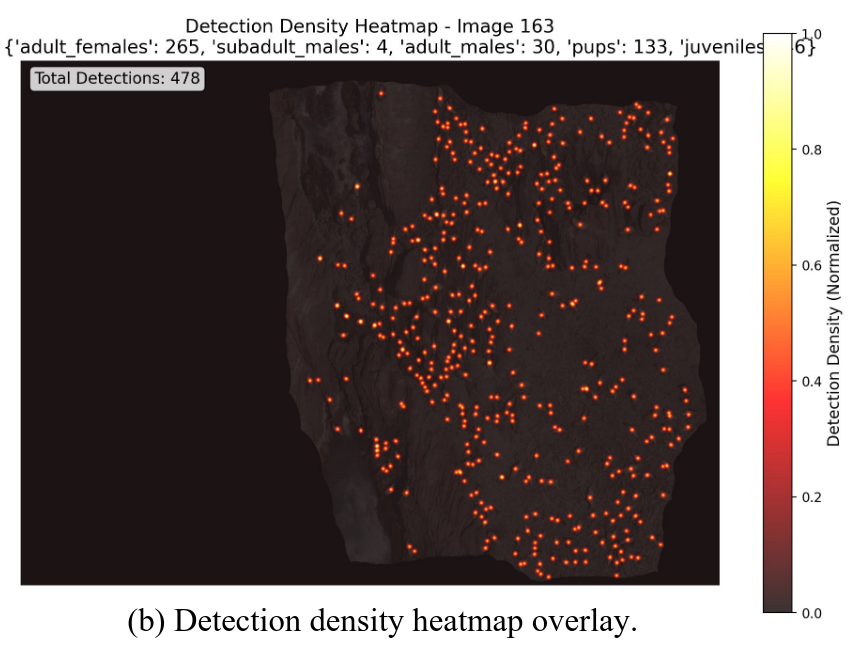 Detection Density Heatmap - Image 163
{'adult_females': 265, 'subadult_males': 4, 'adult_males': 30, 'pups': 133, 'juveniles 6}
Total Detections: 478
1.0
0.8
0.6
0.4
0.2
0.0
Detection Density (Normalized)
(b) Detection density heatmap overlay.